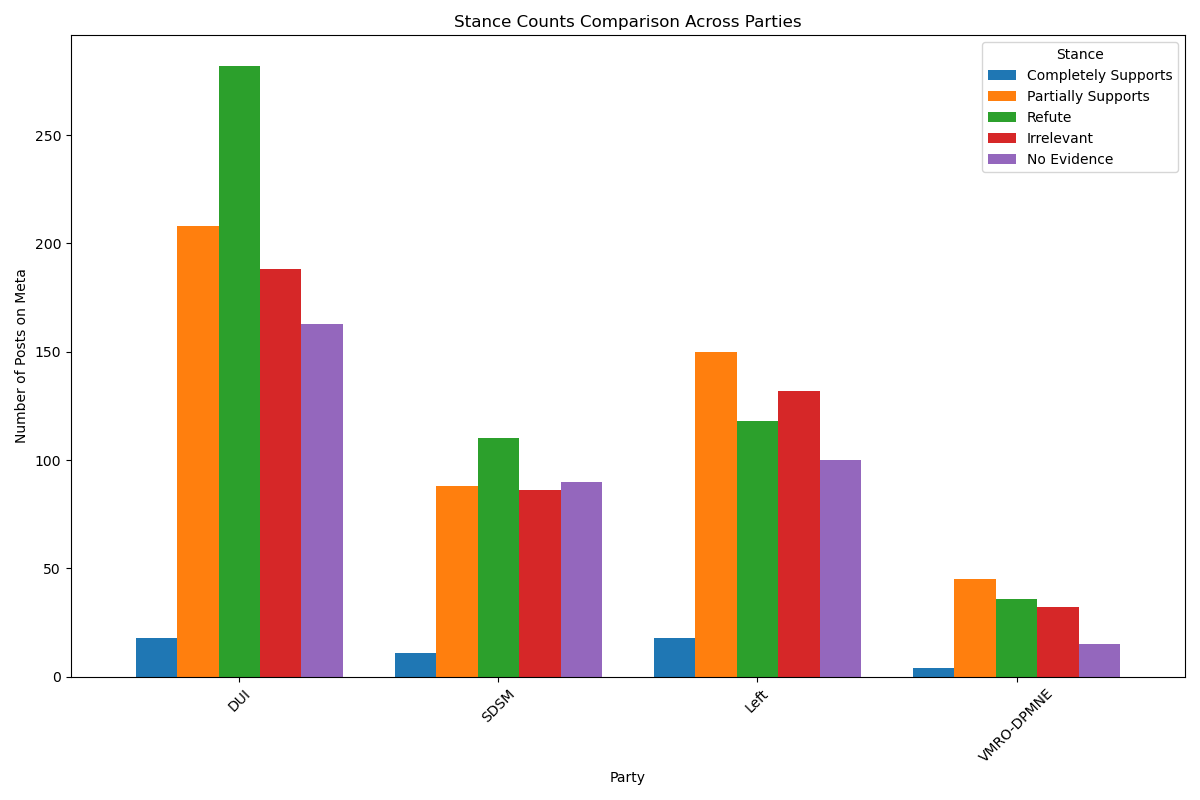 Stance Counts Comparison Across Parties
Stance
Completely Supports
Partially Supports
Refute
Irrelevant
No Evidence
Number of Posts on Meta
250
200
150
100
50
0
DUI
SDSM
Left
VMRO-DPMNE
Party